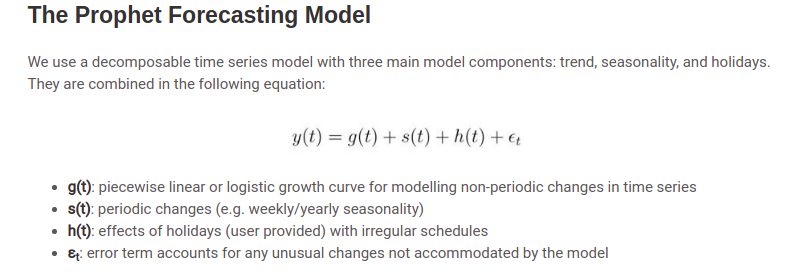 The Prophet Forecasting Model
We use a decomposable time series model with three main model components: trend, seasonality, and holidays.
They are combined in the following equation:
y(t) = g(t) + s(t) + h(t) + ϵₜ
• g(t): piecewise linear or logistic growth curve for modelling non-periodic changes in time series
• s(t): periodic changes (e.g. weekly/yearly seasonality)
• h(t): effects of holidays (user provided) with irregular schedules
• εₜ: error term accounts for any unusual changes not accommodated by the model